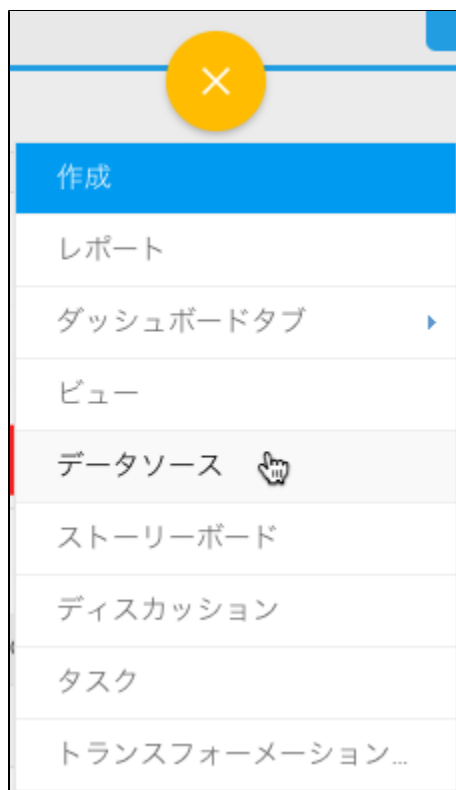 作成
レポート
ダッシュボードタブ
ビュー
データソース
ストーリーボード
ディスカッション
タスク
トランスフォーメーション...